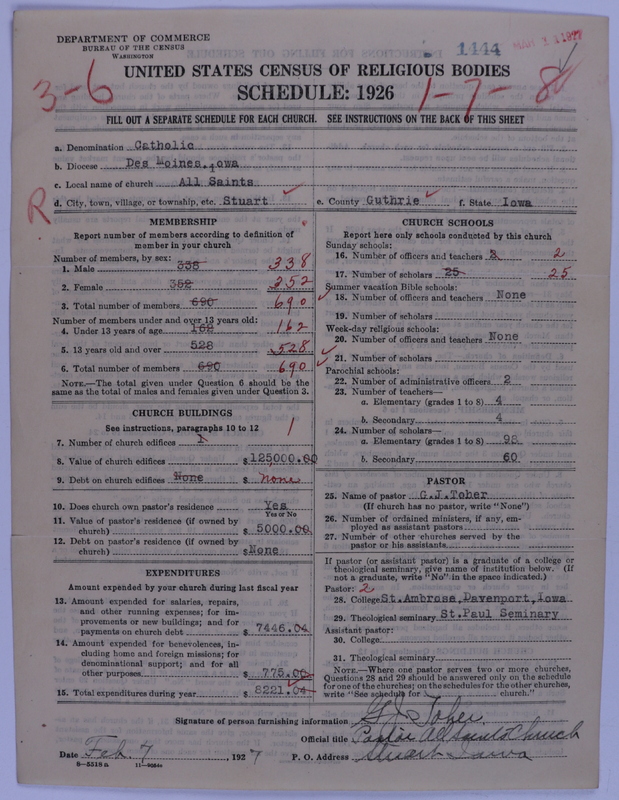 DEPARTMENT OF COMMERCE
BUREAU OF THE CENSUS
WASHINGTON
1444
UNITED STATES CENSUS OF RELIGIOUS BODIES
SCHEDULE: 1926
3-6
1-7-8
FILL OUT A SEPARATE SCHEDULE FOR EACH CHURCH. SEE INSTRUCTIONS ON THE BACK OF THIS SHEET
a. Denomination Catholic
b. Diocese Des Moines, iowa
c. Local name of church All Saints
d. City, town, village, or township, etc. Stuart e. County Guthrie f. State Iowa
R
MEMBERSHIP
Report number of members according to definition of
member in your church
Number of members, by sex:
1. Male 338 338
2. Female 352 352
3. Total number of members 690 690
Number of members under and over 13 years old:
4. Under 13 years of age 162 162
5. 13 years old and over 528 528
6. Total number of members 690 690
NOTE.—The total given under Question 6 should be the
same as the total of males and females given under Question 3.
CHURCH BUILDINGS
See instructions, paragraphs 10 to 12
7. Number of church edifices 1 1
8. Value of church edifices $125,000.00
9. Debt on church edifices None $ none
10. Does church own pastor's residence Yes
Yes or No
11. Value of pastor's residence (if owned by
church) $ 5000.00
12. Debt on pastor's residence (if owned by
church) $None
EXPENDITURES
Amount expended by your church during last fiscal year
13. Amount expended for salaries, repairs,
and other running expenses; for im-
provements or new buildings; and for
payments on church debt $ 7446.04
14. Amount expended for benevolences, in-
cluding home and foreign missions; for
denominational support; and for all
other purposes $ 775.00
15. Total expenditures during year $ 8221.04
CHURCH SCHOOLS
Report here only schools conducted by this church
Sunday schools:
16. Number of officers and teachers 2 2
17. Number of scholars 25 25
Summer vacation Bible schools:
18. Number of officers and teachers None
19. Number of scholars
Week-day religious schools:
20. Number of officers and teachers None
21. Number of scholars
Parochial schools:
22. Number of administrative officers 2
23. Number of teachers—
a. Elementary (grades 1 to 8) 4
b. Secondary 4
24. Number of scholars—
a. Elementary (grades 1 to 8) 98
b. Secondary 60
PASTOR
25. Name of pastor G.J.Tober
(If church has no pastor, write "None")
26. Number of ordained ministers, if any, em-
ployed as assistant pastors
27. Number of other churches served by the
pastor or his assistants
If pastor (or assistant pastor) is a graduate of a college or
theological seminary, give name of institution below. (If
not a graduate, write "No" in the space indicated.)
Pastor: 2
28. College St.Ambrosa,Davenport,Iowa
29. Theological seminary St.Paul Seminary
Assistant pastor:
30. College
31. Theological seminary
NOTE.—Where one pastor serves two or more churches,
Questions 28 and 29 should be answered only on the schedule
for one of the churches; on the schedules for the other churches,
write "See schedule for church."
Signature of person furnishing information G J Tober
Official title Pastor All Saints Church
Date Feb 7, 1927 P. O. Address Stuart Iowa
8-5518a 11-9064